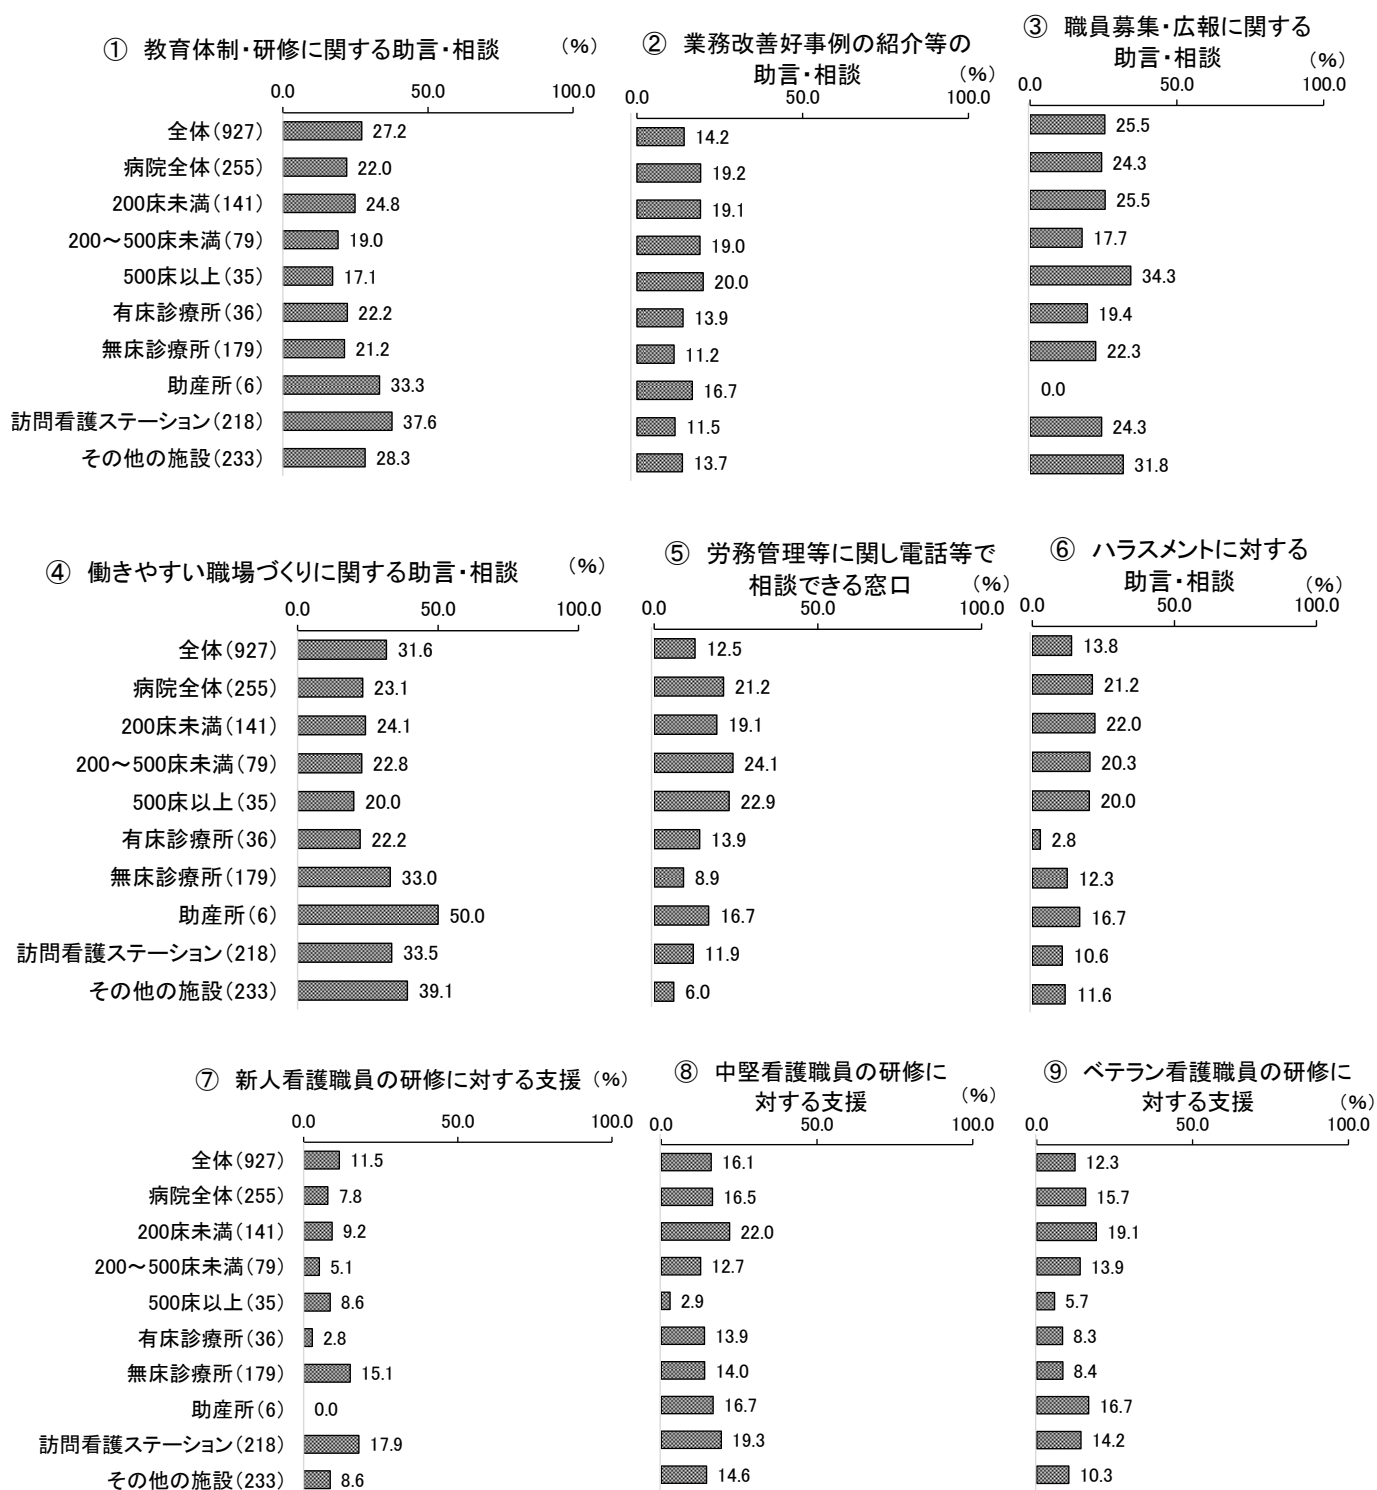 ① 教育体制・研修に関する助言・相談 （%）
0.0 50.0 100.0
全体（927） 27.2
病院全体（255） 22.0
200床未満（141） 24.8
200～500床未満（79） 19.0
500床以上（35） 17.1
有床診療所（36） 22.2
無床診療所（179） 21.2
助産所（6） 33.3
訪問看護ステーション（218） 37.6
その他の施設（233） 28.3
② 業務改善好事例の紹介等の
助言・相談 （%）
0.0 50.0 100.0
14.2
19.2
19.1
19.0
20.0
13.9
11.2
16.7
11.5
13.7
③ 職員募集・広報に関する
助言・相談 （%）
0.0 50.0 100.0
25.5
24.3
25.5
17.7
34.3
19.4
22.3
0.0
24.3
31.8
④ 働きやすい職場づくりに関する助言・相談 （%）
0.0 50.0 100.0
全体（927） 31.6
病院全体（255） 23.1
200床未満（141） 24.1
200～500床未満（79） 22.8
500床以上（35） 20.0
有床診療所（36） 22.2
無床診療所（179） 33.0
助産所（6） 50.0
訪問看護ステーション（218） 33.5
その他の施設（233） 39.1
⑤ 労務管理等に関し電話等で
相談できる窓口 （%）
0.0 50.0 100.0
12.5
21.2
19.1
24.1
22.9
13.9
8.9
16.7
11.9
6.0
⑥ ハラスメントに対する
助言・相談 （%）
0.0 50.0 100.0
13.8
21.2
22.0
20.3
20.0
2.8
12.3
16.7
10.6
11.6
⑦ 新人看護職員の研修に対する支援 （%）
0.0 50.0 100.0
全体（927） 11.5
病院全体（255） 7.8
200床未満（141） 9.2
200～500床未満（79） 5.1
500床以上（35） 8.6
有床診療所（36） 2.8
無床診療所（179） 15.1
助産所（6） 0.0
訪問看護ステーション（218） 17.9
その他の施設（233） 8.6
⑧ 中堅看護職員の研修に
対する支援 （%）
0.0 50.0 100.0
16.1
16.5
22.0
12.7
2.9
13.9
14.0
16.7
19.3
14.6
⑨ ベテラン看護職員の研修に
対する支援 （%）
0.0 50.0 100.0
12.3
15.7
19.1
13.9
5.7
8.3
8.4
16.7
14.2
10.3